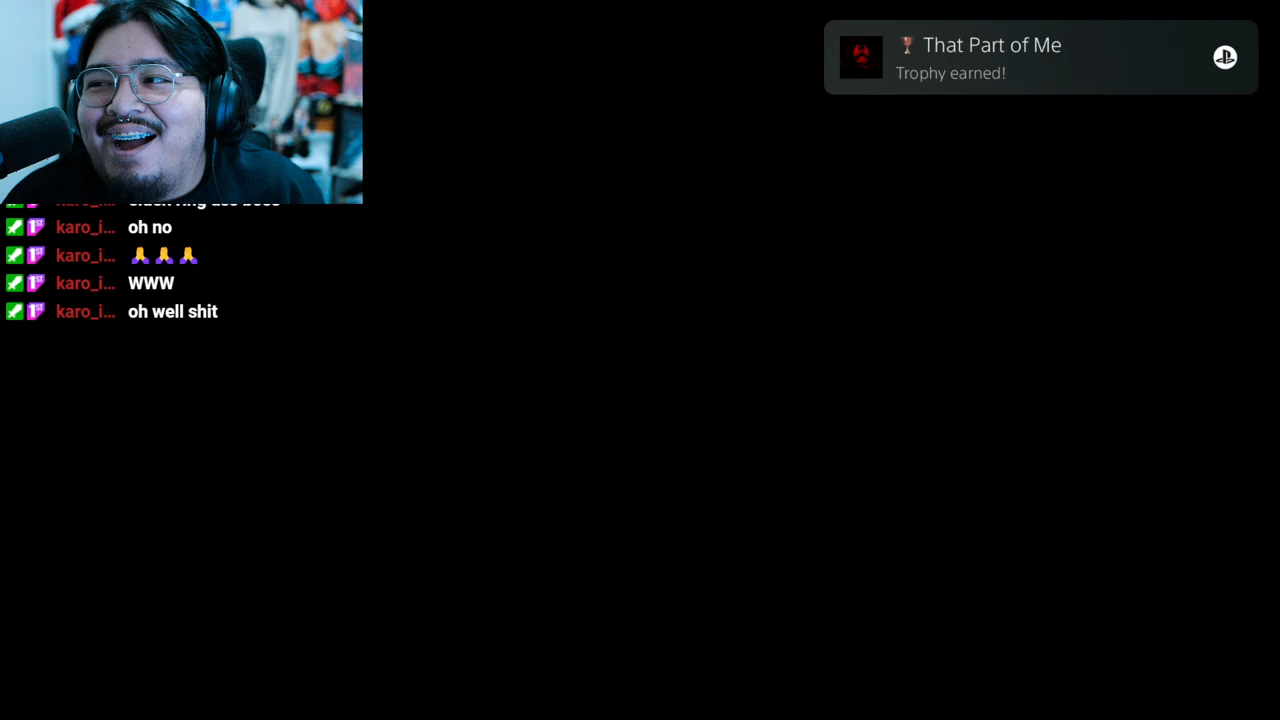 That Part of Me
Trophy earned!
karo_i... oh no
karo_i... 🙏 🙏 🙏
karo_i... WWW
karo_i... oh well shit